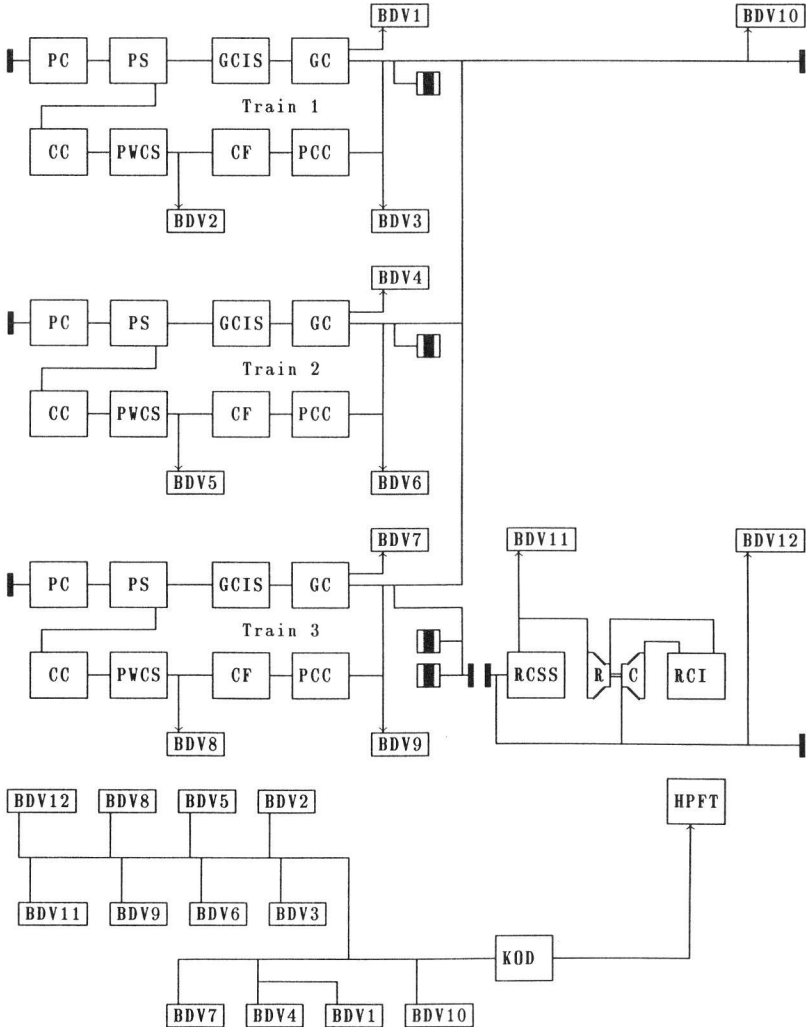 BDV1 BDV10
PC PS GCIS GC
Train 1
CC PWCS CF PCC
BDV2 BDV3
BDV4
PC PS GCIS GC
Train 2
CC PWCS CF PCC
BDV5 BDV6
BDV7 BDV11 BDV12
PC PS GCIS GC
Train 3
CC PWCS CF PCC RCSS R C RCI
BDV8 BDV9
BDV12 BDV8 BDV5 BDV2 HPFT
BDV11 BDV9 BDV6 BDV3
KOD
BDV7 BDV4 BDV1 BDV10